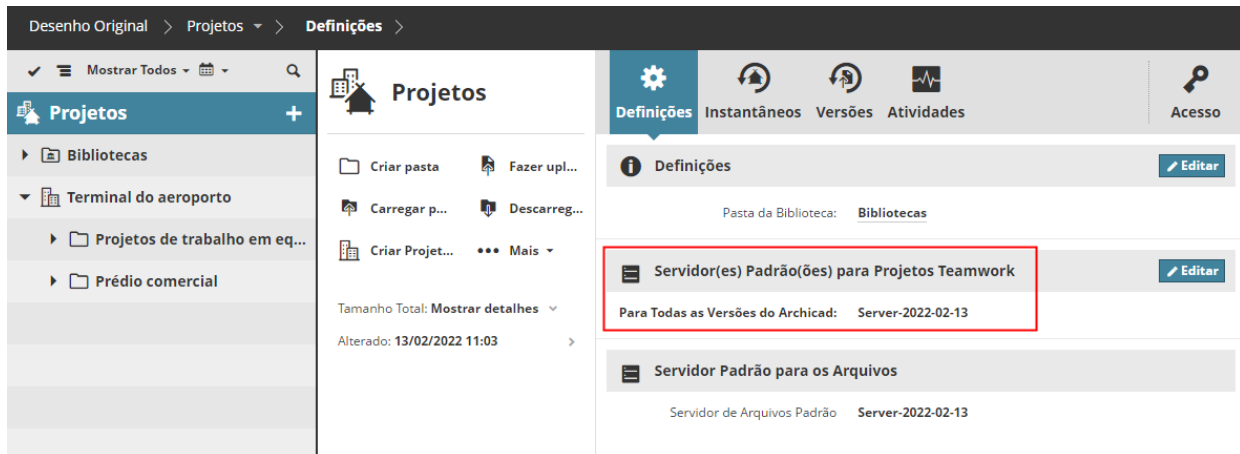 Desenho Original > Projetos > Definições >
Mostrar Todos
Projetos +
Bibliotecas
Terminal do aeroporto
Projetos de trabalho em eq...
Prédio comercial
Projetos
Criar pasta Fazer upl...
Carregar p... Descarreg...
Criar Projet... ••• Mais
Tamanho Total: Mostrar detalhes
Alterado: 13/02/2022 11:03 >
Definições Instantâneos Versões Atividades Acesso
Definições Editar
Pasta da Biblioteca: Bibliotecas
Servidor(es) Padrão(ões) para Projetos Teamwork Editar
Para Todas as Versões do Archicad: Server-2022-02-13
Servidor Padrão para os Arquivos
Servidor de Arquivos Padrão Server-2022-02-13